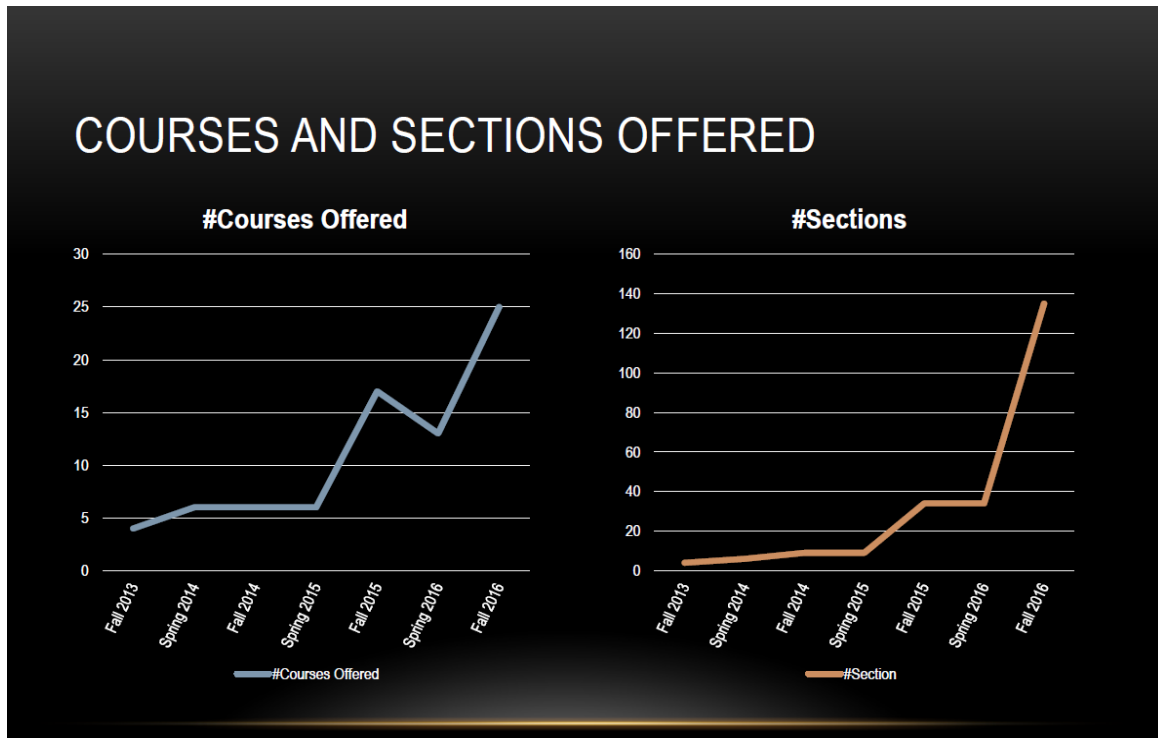 COURSES AND SECTIONS OFFERED
#Courses Offered
30
25
20
15
10
5
0
Fall 2013
Spring 2014
Fall 2014
Spring 2015
Fall 2015
Spring 2016
Fall 2016
#Courses Offered
#Sections
160
140
120
100
80
60
40
20
0
Fall 2013
Spring 2014
Fall 2014
Spring 2015
Fall 2015
Spring 2016
Fall 2016
#Section